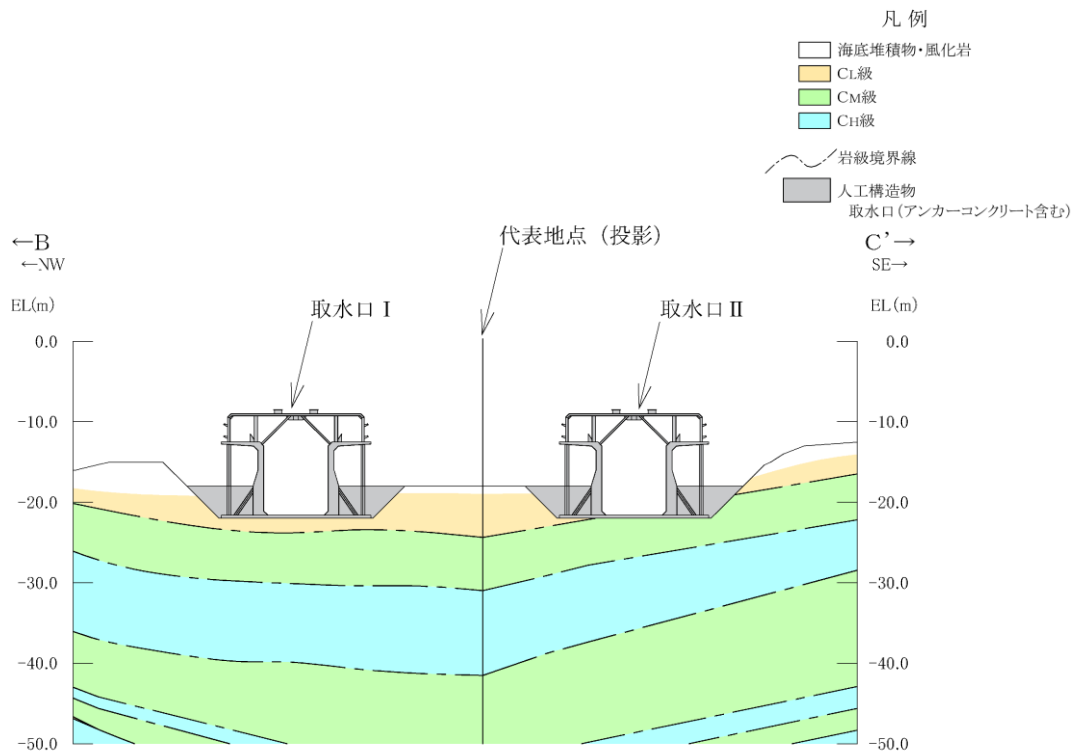 凡 例
海底堆積物・風化岩
CL級
CM級
CH級
岩級境界線
人工構造物
取水口(アンカーコンクリート含む)
←B
←NW
代表地点（投影）
C’→
SE→
EL(m)
取水口 I
取水口 II
EL(m)
0.0
0.0
-10.0
-10.0
-20.0
-20.0
-30.0
-30.0
-40.0
-40.0
-50.0
-50.0